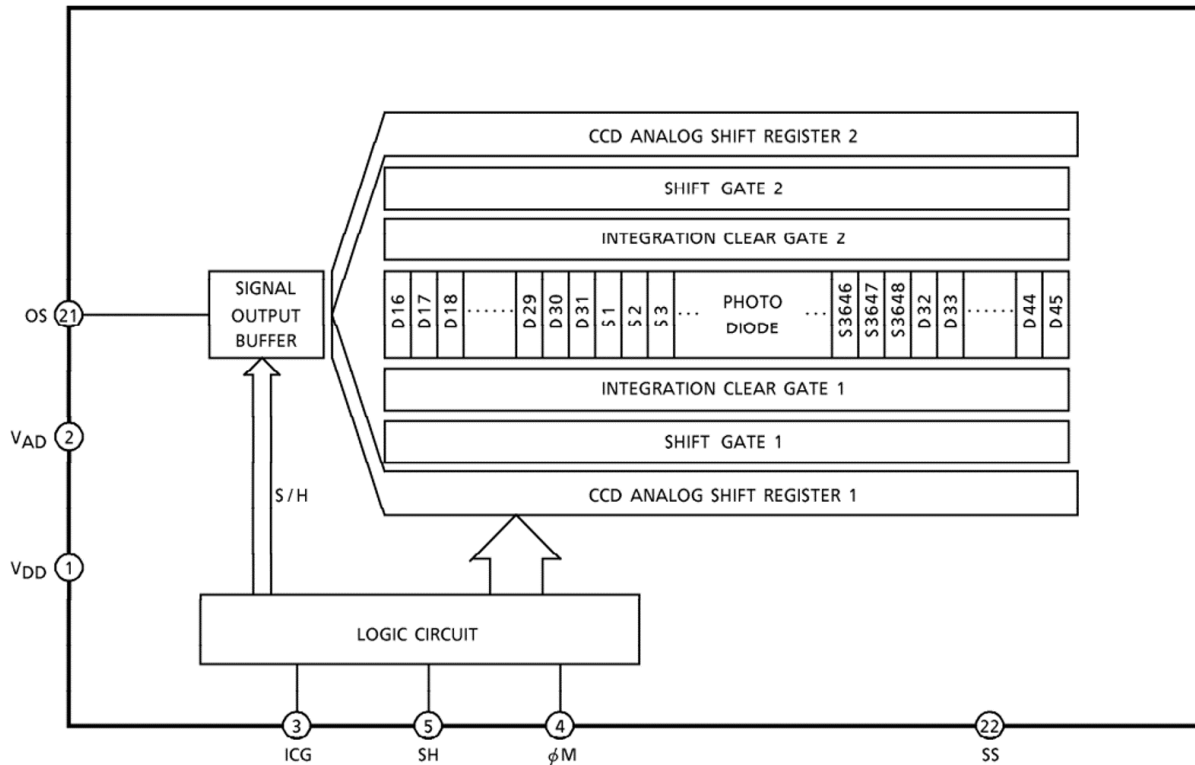 CCD ANALOG SHIFT REGISTER 2
SHIFT GATE 2
INTEGRATION CLEAR GATE 2
OS 21
SIGNAL
OUTPUT
BUFFER
D16 D17 D18 ...... D29 D30 D31 S1 S2 S3 ... PHOTO DIODE ... S3646 S3647 S3648 D32 D33 ...... D44 D45
INTEGRATION CLEAR GATE 1
VAD 2
SHIFT GATE 1
S/H
CCD ANALOG SHIFT REGISTER 1
VDD 1
LOGIC CIRCUIT
3 5 4 22
ICG SH ϕM SS